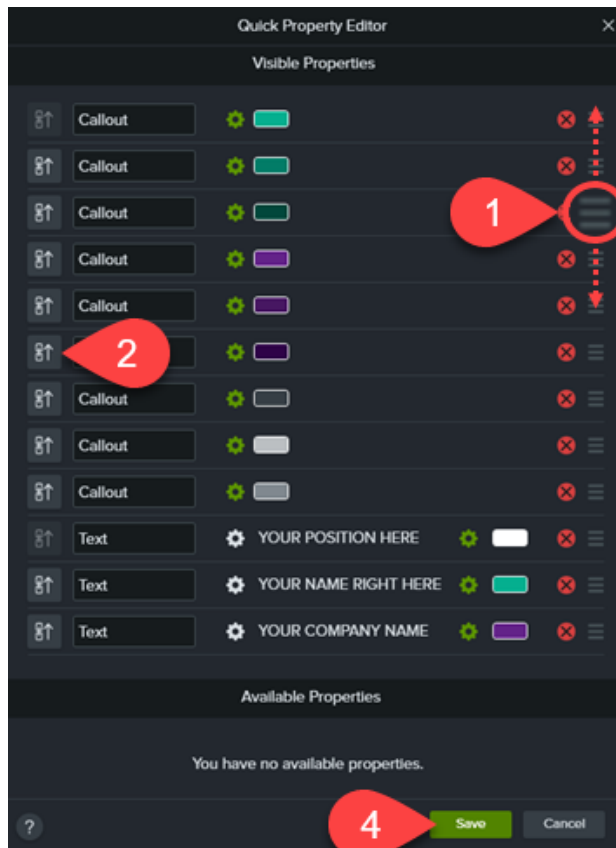 Quick Property Editor
Visible Properties
Callout
Callout
Callout
1
Callout
Callout
2
Callout
Callout
Callout
Text YOUR POSITION HERE
Text YOUR NAME RIGHT HERE
Text YOUR COMPANY NAME
Available Properties
You have no available properties.
? 4 Save Cancel